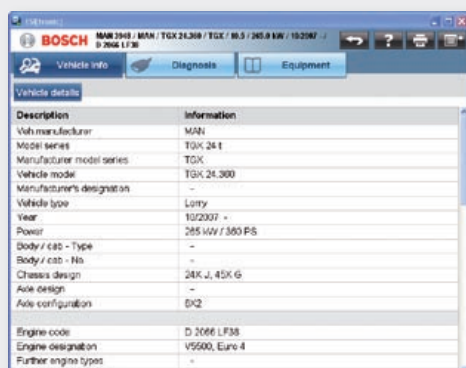 ESI[tronic]
BOSCH
MAN 3949 / MAN / TGX 24.360 / TGX / 10.5 / 265.0 kW / 10.2007 - /
D 2066 LF38
Vehicle info
Diagnosis
Equipment
Vehicle details
Description Information
Veh manufacturer MAN
Model series TGX 24 t
Manufacturer model series TGX
Vehicle model TGX 24.360
Manufacturer's designation -
Vehicle type Lorry
Year 10/2007 -
Power 265 kW / 360 PS
Body / cab - Type -
Body / cab - No -
Chassis design 24X J, 45X G
Axle design -
Axle configuration 6X2
Engine code D 2066 LF38
Engine designation V5500, Euro 4
Further engine types -